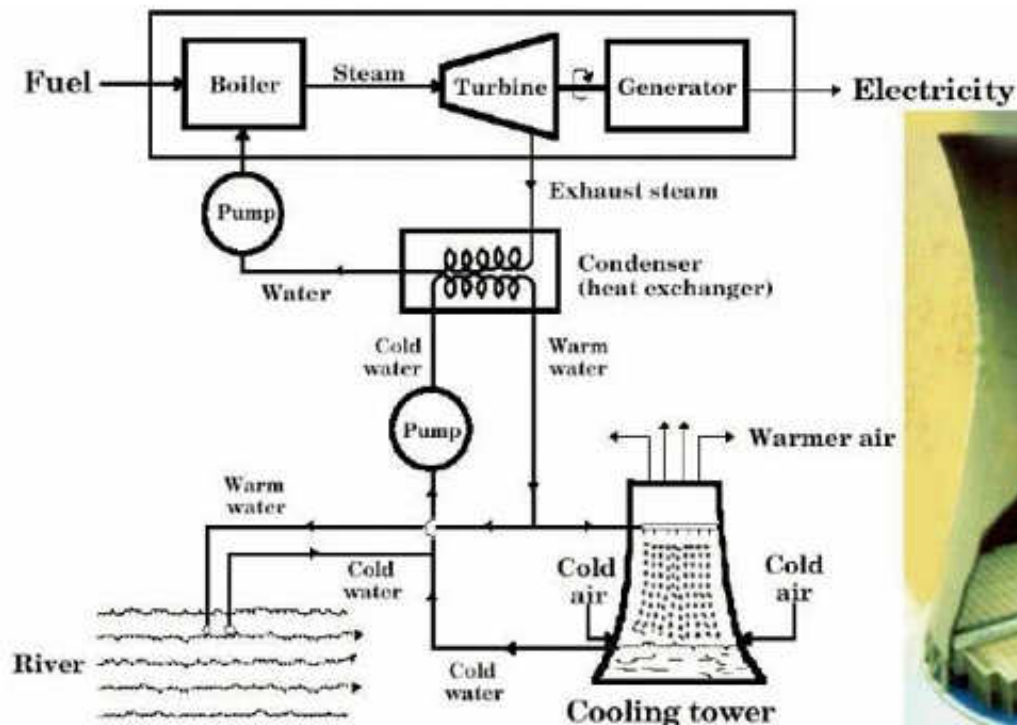 Fuel
Boiler
Steam
Turbine
Generator
Electricity
Pump
Exhaust steam
Water
Condenser
(heat exchanger)
Cold
water
Warm
water
Pump
Warmer air
Warm
water
Cold
water
Cold
air
Cold
air
River
Cold
water
Cooling tower